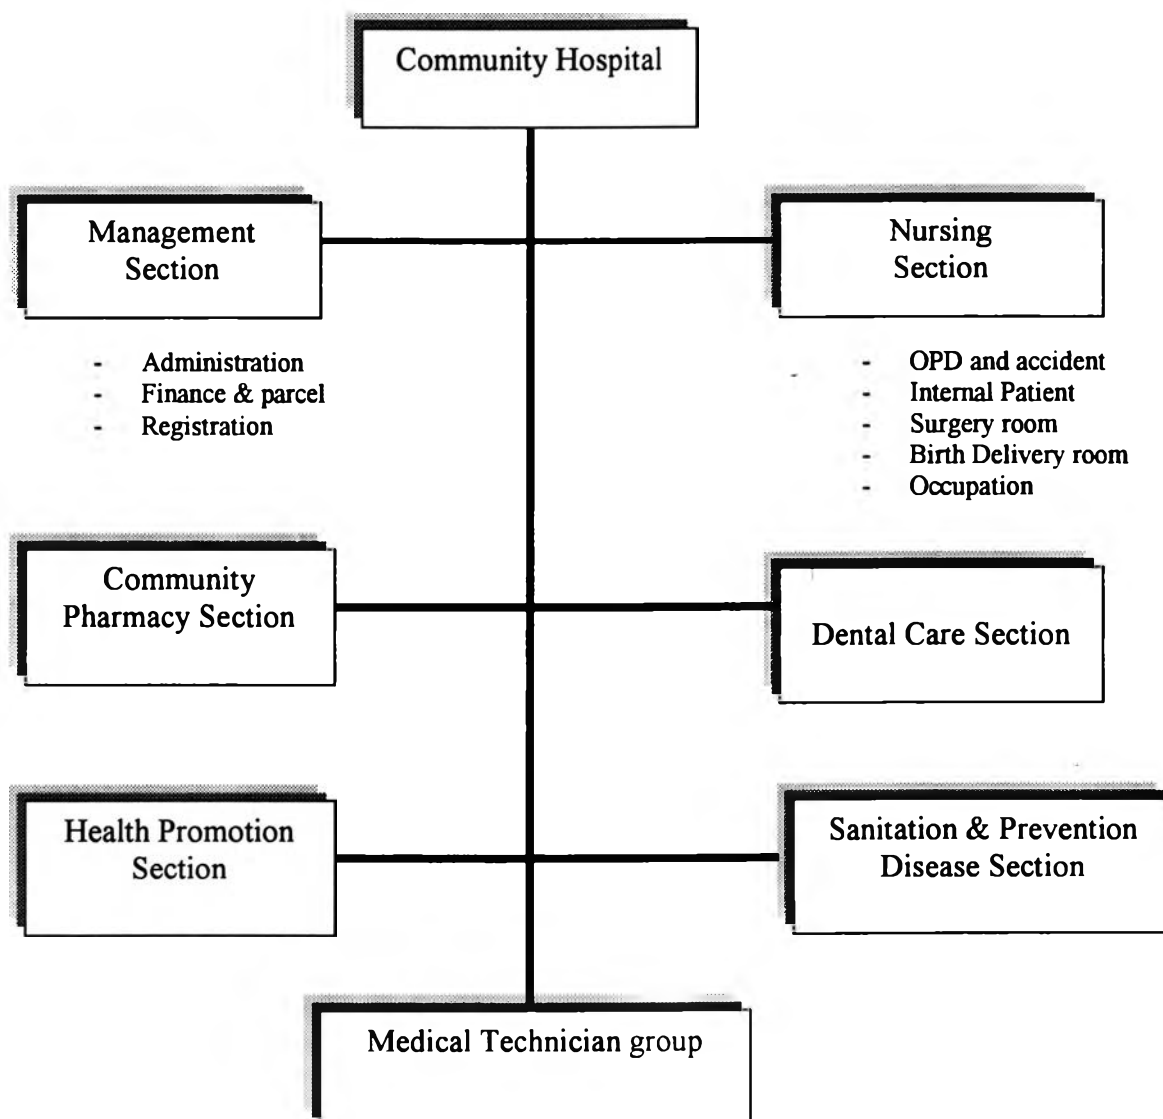 Community Hospital
Management
Section
Nursing
Section
- Administration
- Finance & parcel
- Registration
- OPD and accident
- Internal Patient
- Surgery room
- Birth Delivery room
- Occupation
Community
Pharmacy Section
Dental Care Section
Health Promotion
Section
Sanitation & Prevention
Disease Section
Medical Technician group